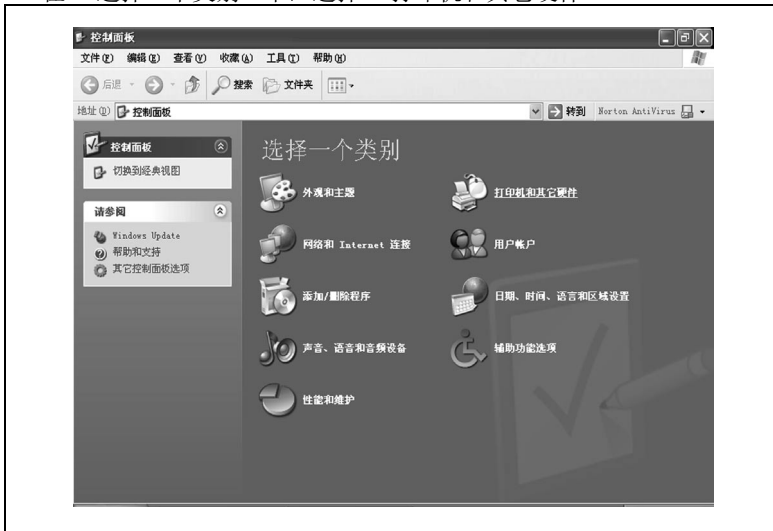 控制面板
文件(F) 编辑(E) 查看(V) 收藏(A) 工具(T) 帮助(H)
后退 搜索 文件夹
地址(D) 控制面板 转到 Norton AntiVirus
控制面板
切换到经典视图
请参阅
Windows Update
帮助和支持
其它控制面板选项
选择一个类别
外观和主题
打印机和其它硬件
网络和 Internet 连接
用户帐户
添加/删除程序
日期、时间、语言和区域设置
声音、语音和音频设备
辅助功能选项
性能和维护